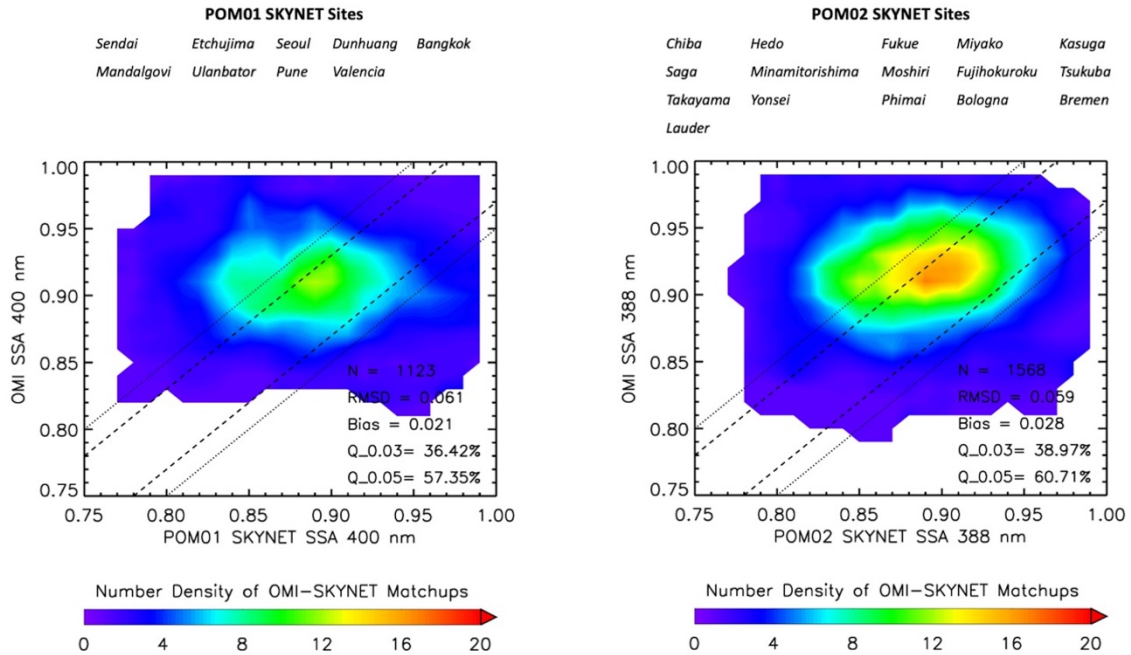 POM01 SKYNET Sites
Sendai Etchujima Seoul Dunhuang Bangkok
Mandalgovi Ulanbator Pune Valencia
1.00
0.95
0.90
0.85
0.80
0.75
OMI SSA 400 nm
N = 1123
RMSD = 0.061
Bias = 0.021
Q_0.03= 36.42%
Q_0.05= 57.35%
0.75 0.80 0.85 0.90 0.95 1.00
POM01 SKYNET SSA 400 nm
Number Density of OMI-SKYNET Matchups
0 4 8 12 16 20
POM02 SKYNET Sites
Chiba Hedo Fukue Miyako Kasuga
Saga Minamitorishima Moshiri Fujihokuroku Tsukuba
Takayama Yonsei Phimai Bologna Bremen
Lauder
1.00
0.95
0.90
0.85
0.80
0.75
OMI SSA 388 nm
N = 1568
RMSD = 0.059
Bias = 0.028
Q_0.03= 38.97%
Q_0.05= 60.71%
0.75 0.80 0.85 0.90 0.95 1.00
POM02 SKYNET SSA 388 nm
Number Density of OMI-SKYNET Matchups
0 4 8 12 16 20